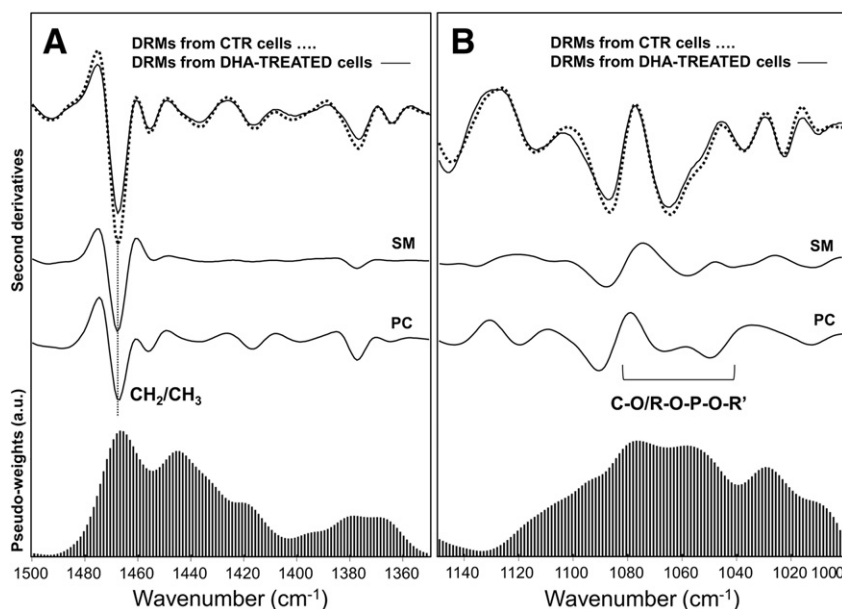 A
DRMs from CTR cells ....
DRMs from DHA-TREATED cells ——
SM
PC
CH₂/CH₃
Second derivatives
Pseudo-weights (a.u.)
1500 1480 1460 1440 1420 1400 1380 1360
Wavenumber (cm⁻¹)
B
DRMs from CTR cells ....
DRMs from DHA-TREATED cells ——
SM
PC
C-O/R-O-P-O-R’
1140 1120 1100 1080 1060 1040 1020 1000
Wavenumber (cm⁻¹)